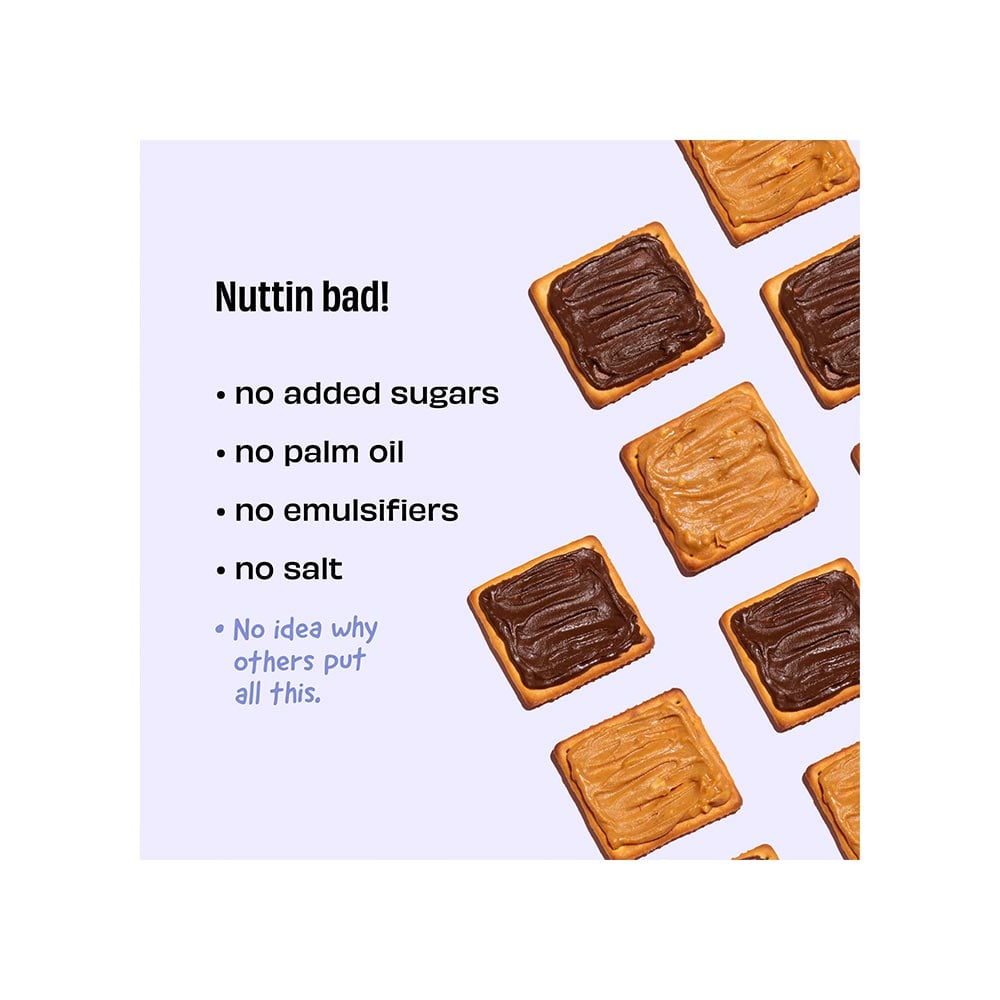 Nuttin bad!
• no added sugars
• no palm oil
• no emulsifiers
• no salt
• No idea why
others put
all this.